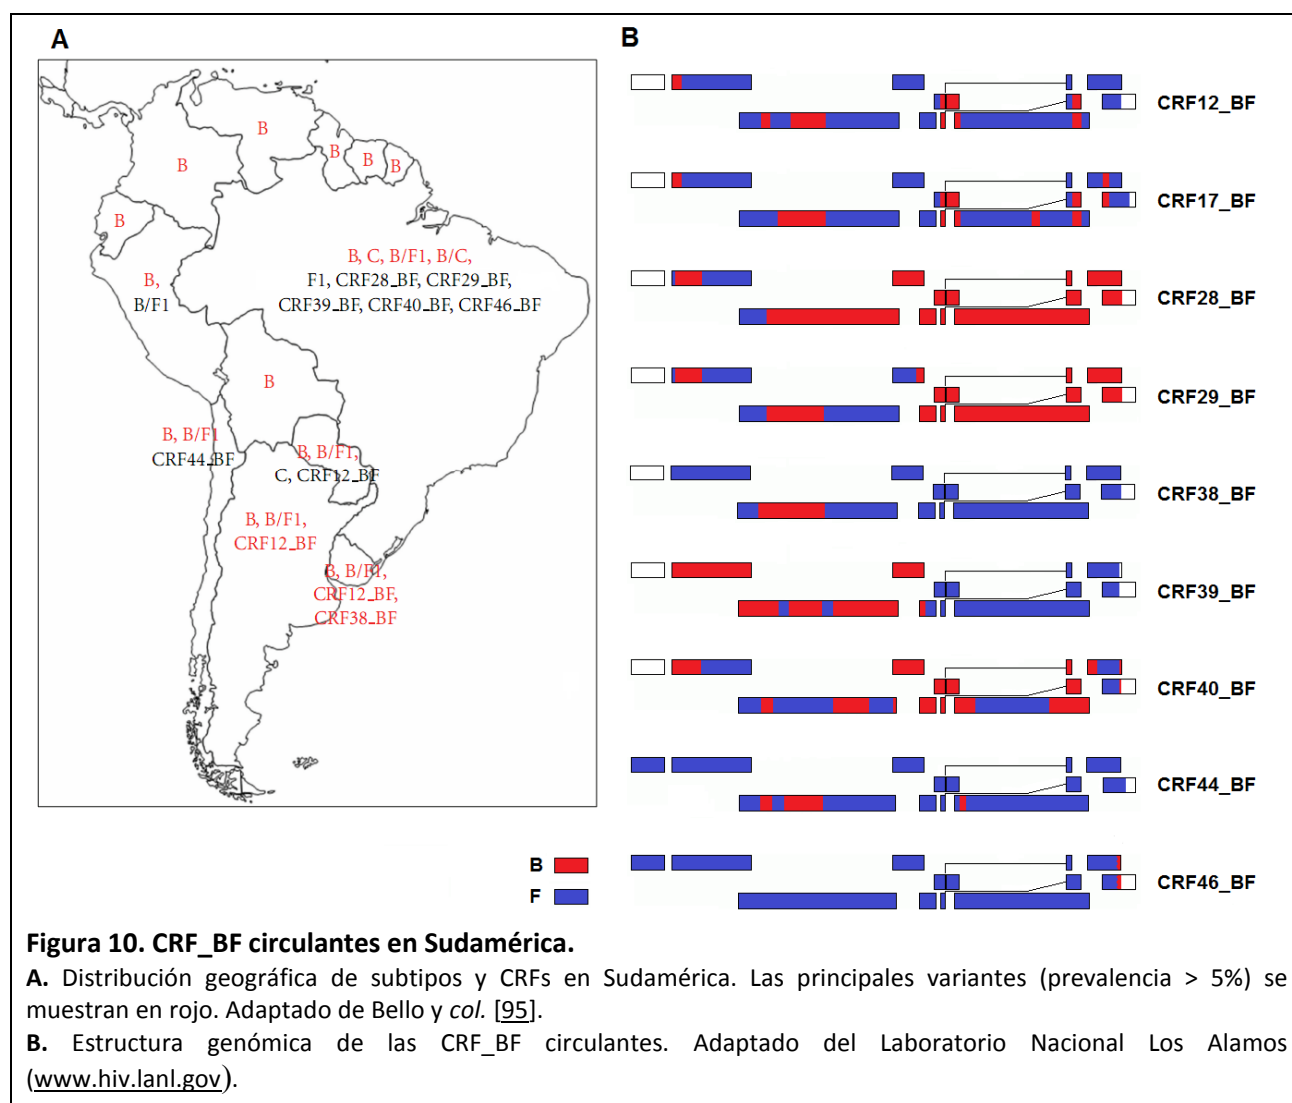 A
B
B
B
B
B
B
B
B, C, B/F1, B/C,
F1, CRF28_BF, CRF29_BF,
CRF39_BF, CRF40_BF, CRF46_BF
B,
B/F1
B
B, B/F1
CRF44_BF
B, B/F1,
C, CRF12_BF
B, B/F1,
CRF12_BF
B, B/F1,
CRF12_BF,
CRF38_BF
B
CRF12_BF
CRF17_BF
CRF28_BF
CRF29_BF
CRF38_BF
CRF39_BF
CRF40_BF
CRF44_BF
CRF46_BF
B
F
Figura 10. CRF_BF circulantes en Sudamérica.
A. Distribución geográfica de subtipos y CRFs en Sudamérica. Las principales variantes (prevalencia > 5%) se
muestran en rojo. Adaptado de Bello y col. [95].
B. Estructura genómica de las CRF_BF circulantes. Adaptado del Laboratorio Nacional Los Alamos
(www.hiv.lanl.gov).